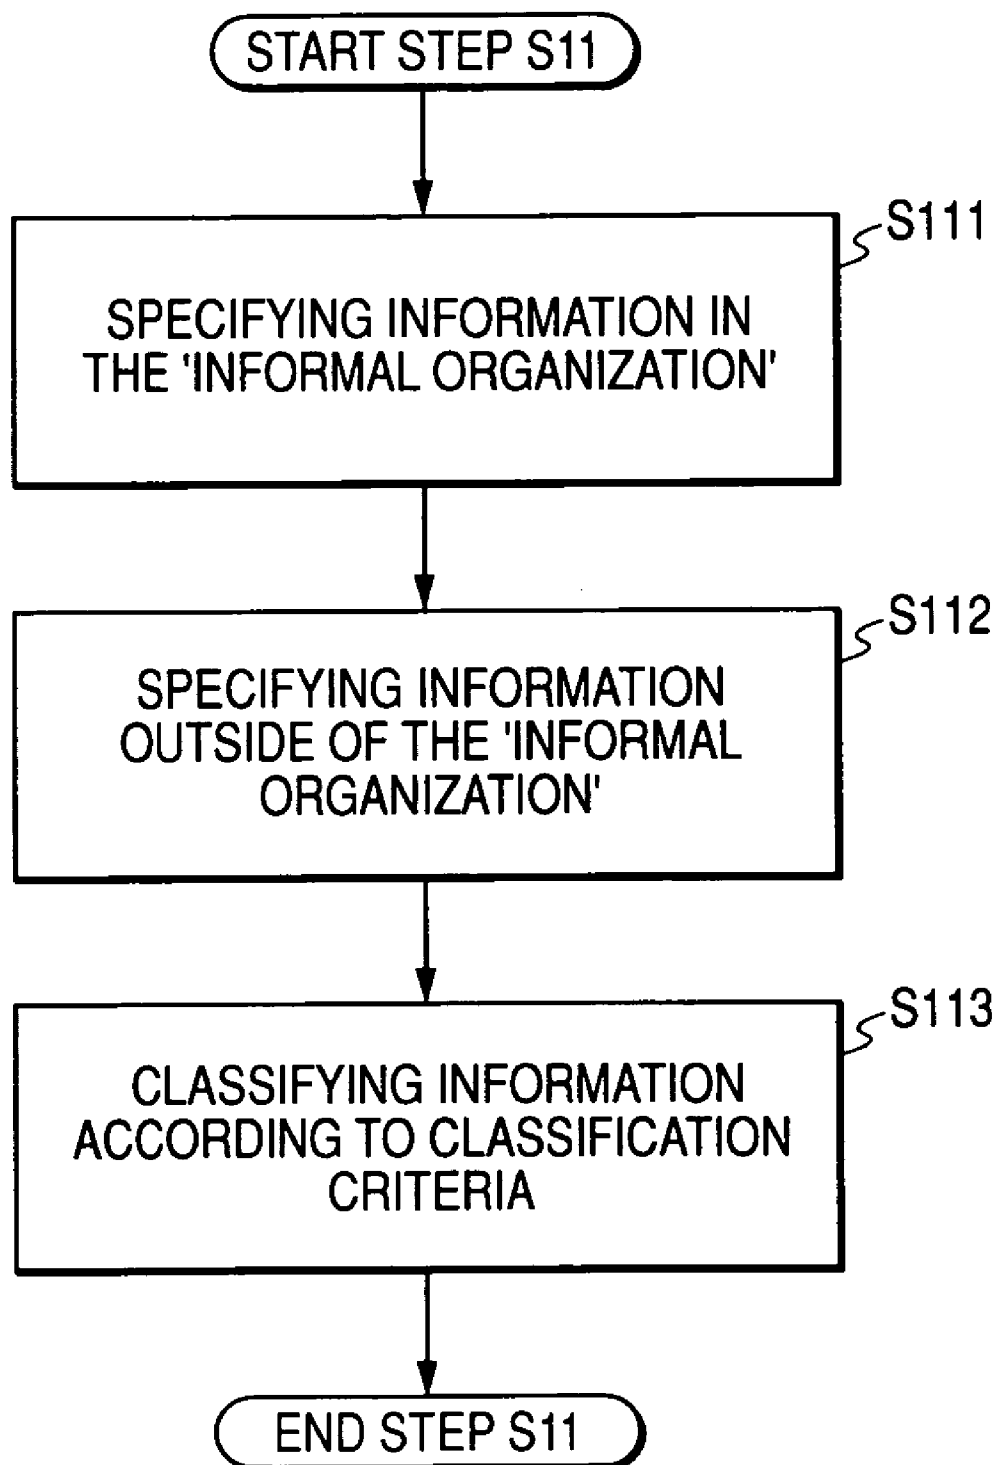 START STEP S11
S111
SPECIFYING INFORMATION IN
THE 'INFORMAL ORGANIZATION'
S112
SPECIFYING INFORMATION
OUTSIDE OF THE 'INFORMAL
ORGANIZATION'
S113
CLASSIFYING INFORMATION
ACCORDING TO CLASSIFICATION
CRITERIA
END STEP S11